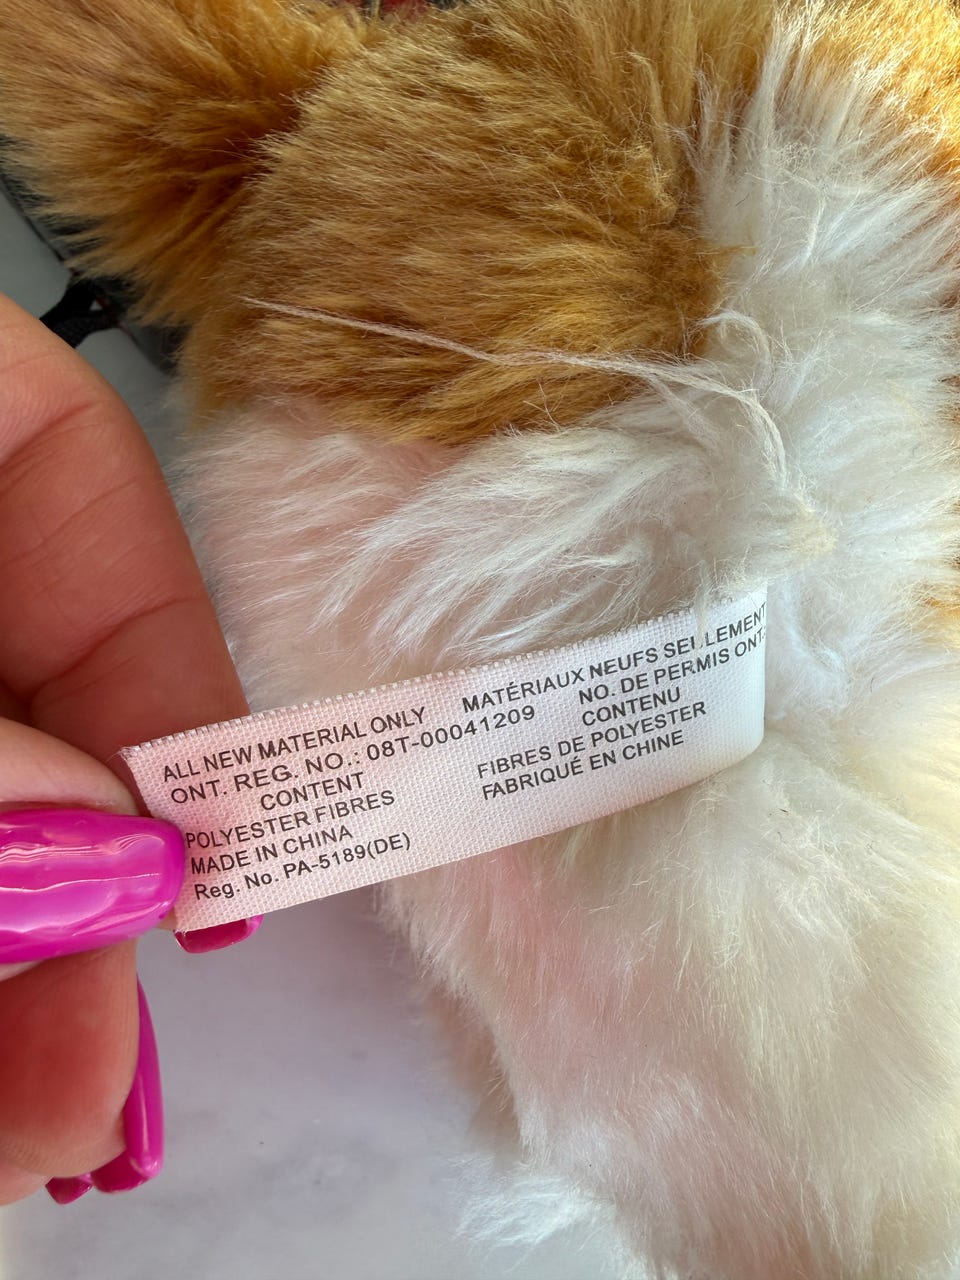 ALL NEW MATERIAL ONLY MATÉRIAUX NEUFS SEULEMENT
ONT. REG. NO.: 08T-00041209 NO. DE PERMIS ONT.:
CONTENT CONTENU
POLYESTER FIBRES FIBRES DE POLYESTER
MADE IN CHINA FABRIQUÉ EN CHINE
Reg. No. PA-5189(DE)